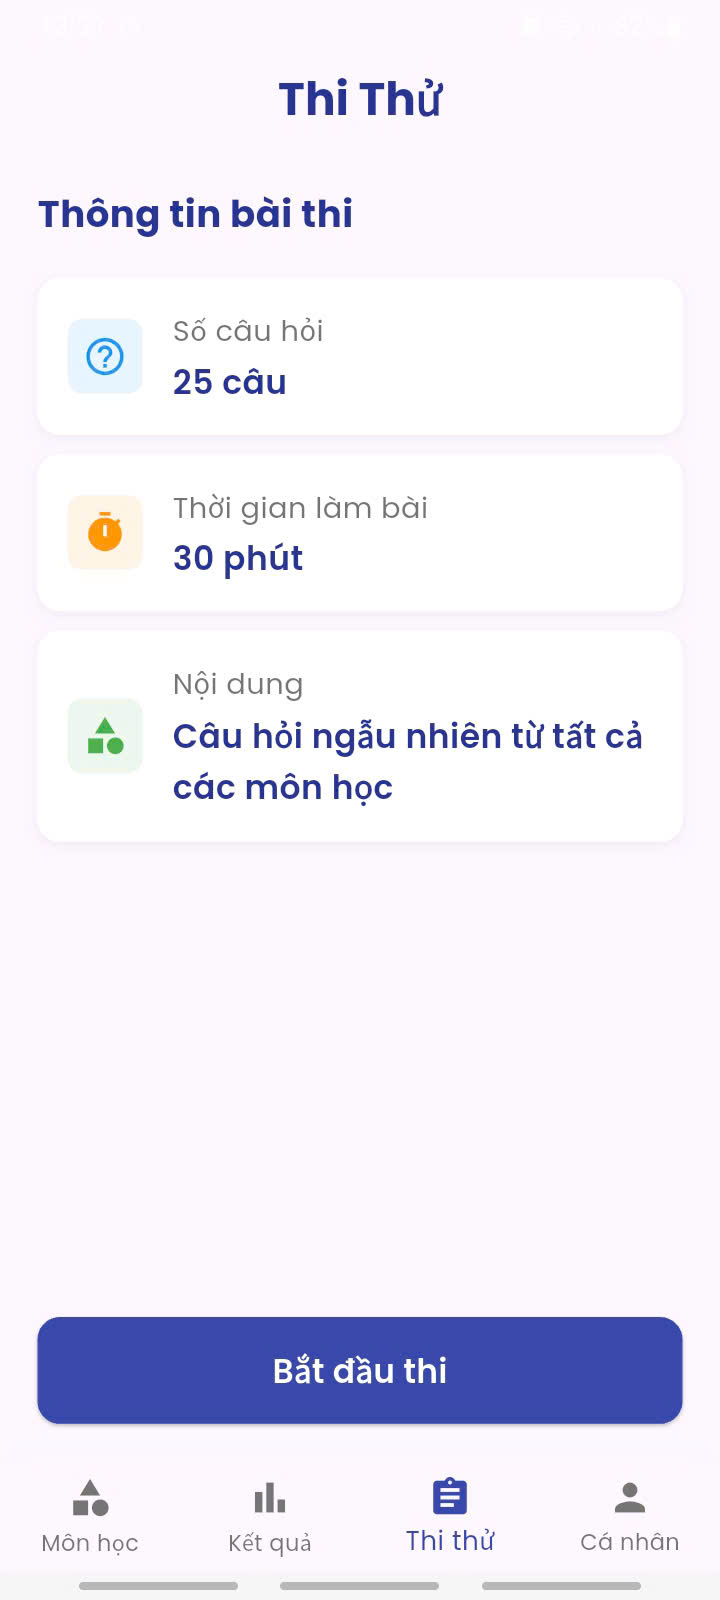 Thi Thử
Thông tin bài thi
Số câu hỏi
25 câu
Thời gian làm bài
30 phút
Nội dung
Câu hỏi ngẫu nhiên từ tất cả
các môn học
Bắt đầu thi
Môn học
Kết quả
Thi thử
Cá nhân